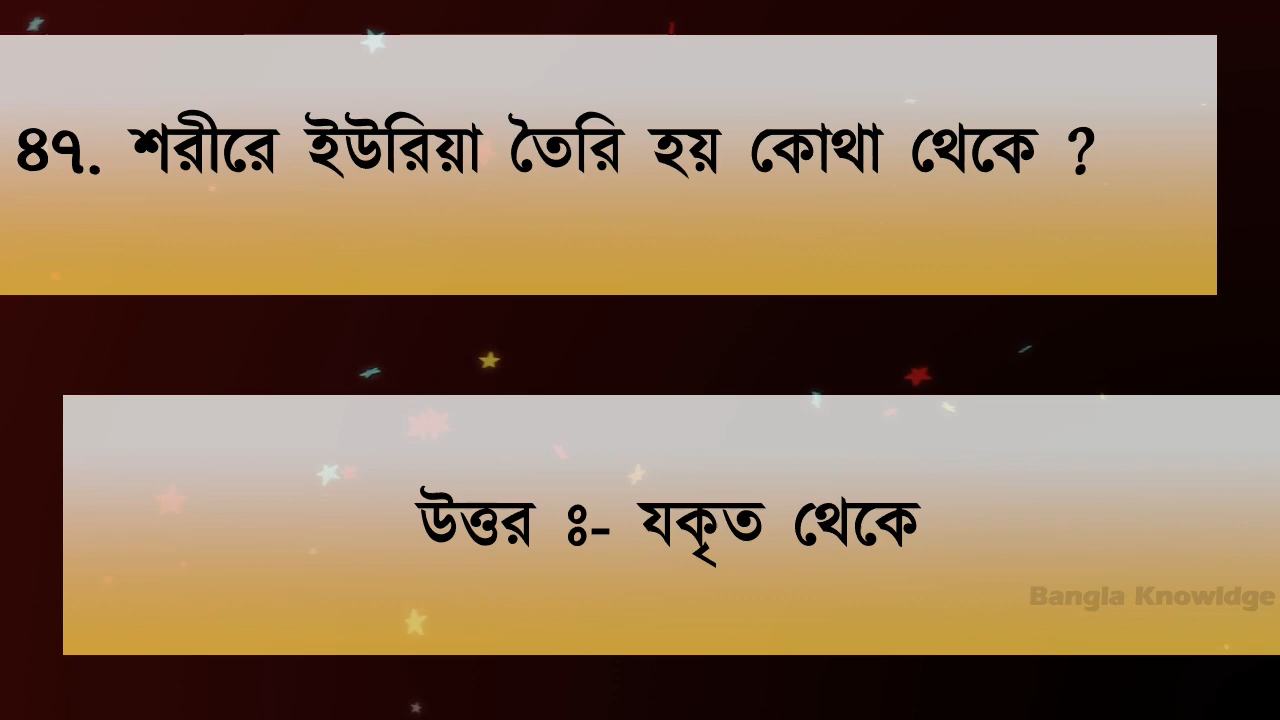 ৪৭. শরীরে ইউরিয়া তৈরি হয় কোথা থেকে ?
উত্তর ঃ- যকৃত থেকে
Bangla Knowldge